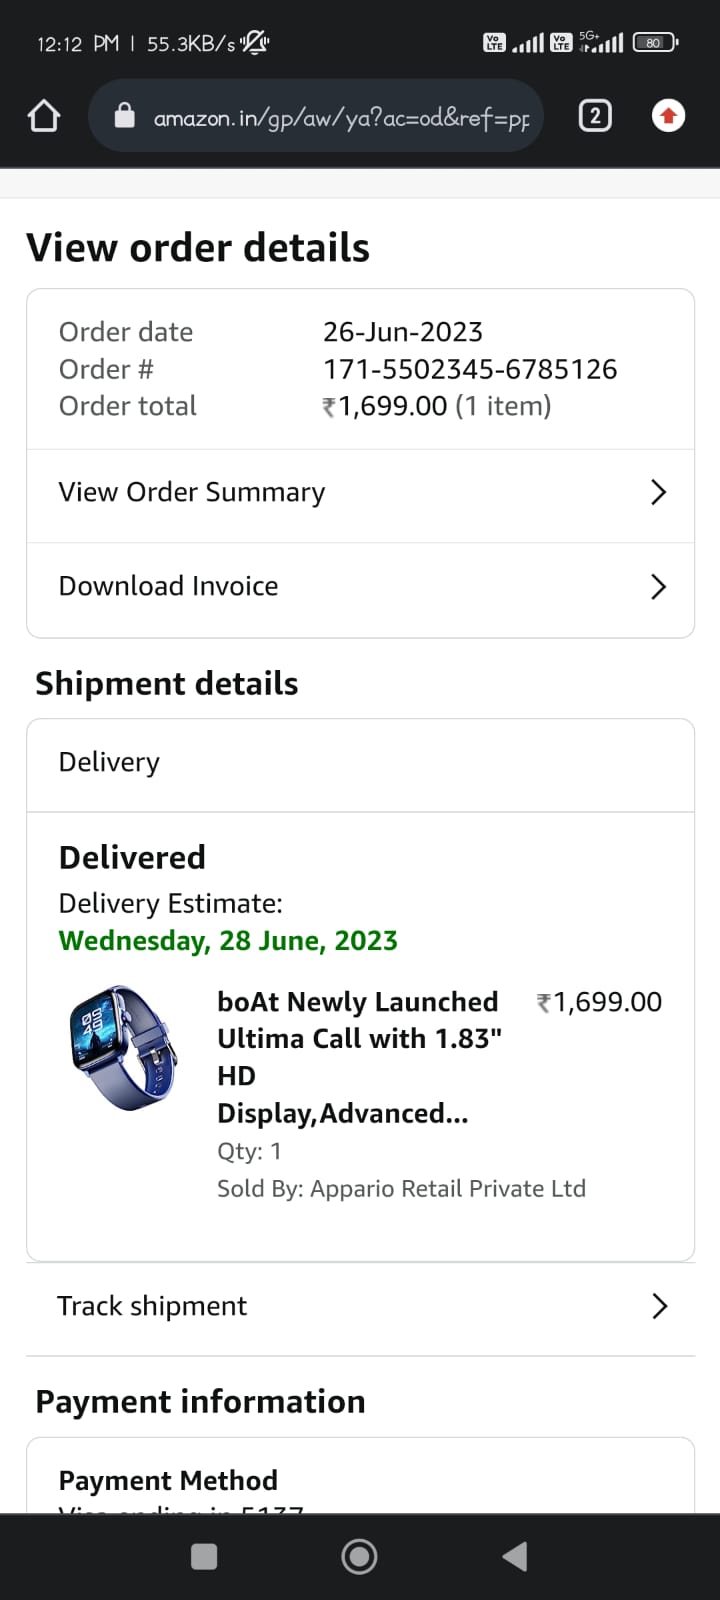 12:12 PM | 55.3KB/s
Vo LTE Vo LTE 5G+ 80
amazon.in/gp/aw/ya?ac=od&ref=pp
2
View order details
Order date 26-Jun-2023
Order # 171-5502345-6785126
Order total ₹1,699.00 (1 item)
View Order Summary
Download Invoice
Shipment details
Delivery
Delivered
Delivery Estimate:
Wednesday, 28 June, 2023
boAt Newly Launched ₹1,699.00
Ultima Call with 1.83"
HD
Display,Advanced...
Qty: 1
Sold By: Appario Retail Private Ltd
Track shipment
Payment information
Payment Method
Visa ending in 5137